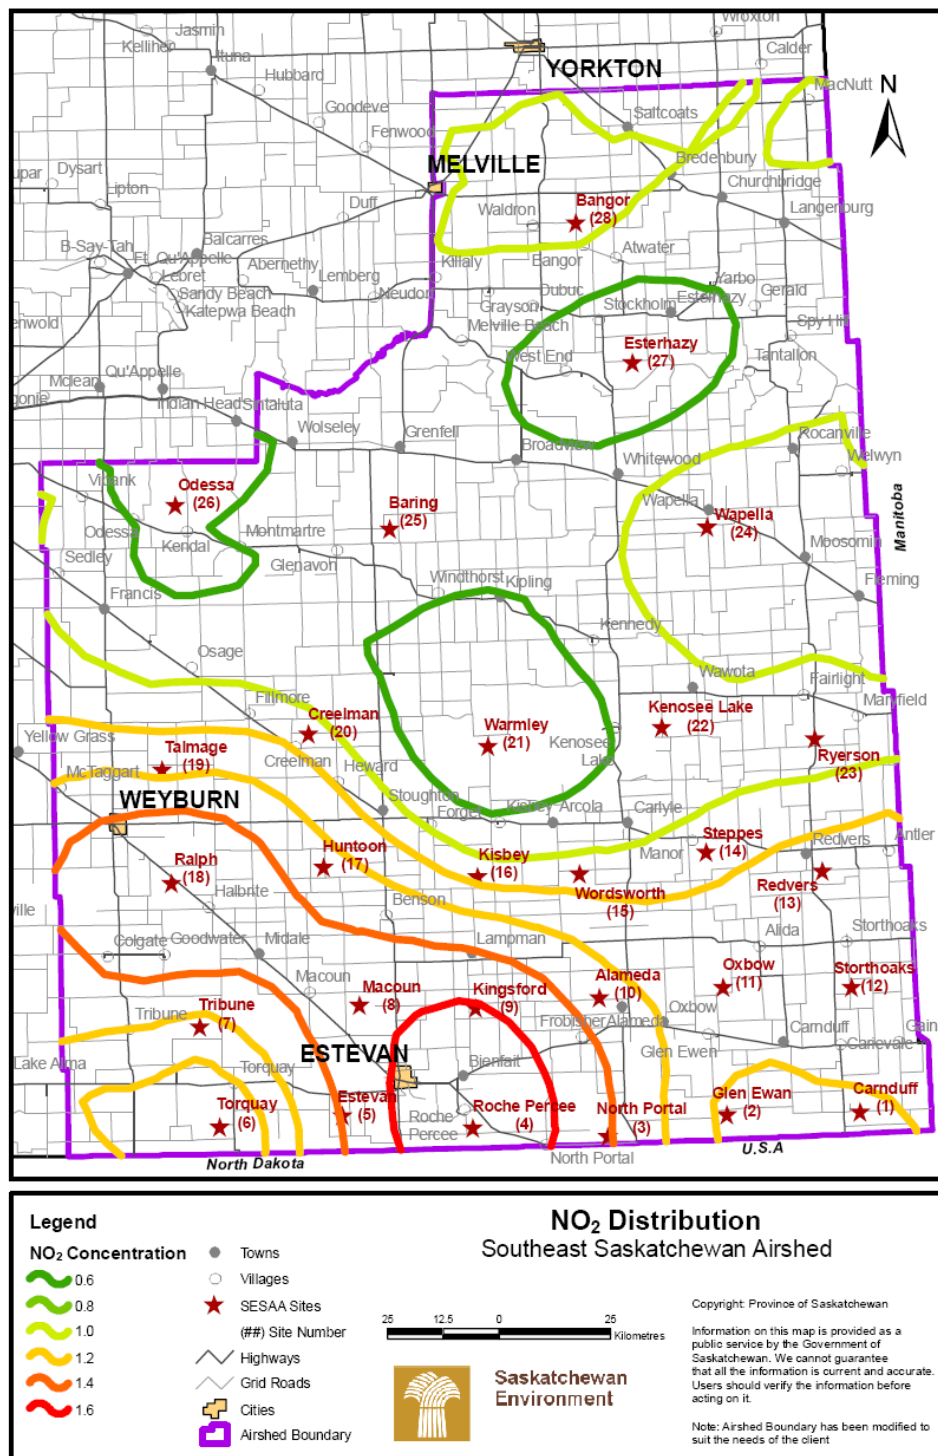 Wroxton
Jasmin
Kelliher
Ituna
Calder
YORKTON
Hubbard
MacNutt
N
Goodeve
Saltcoats
Fenwood
MELVILLE
Bredenbury
Dysart
Lipton
Churchbridge
Duff
Waldron
Bangor
(28)
Langenburg
Balcarres
B-Say-Tah
Ft. Qu'Appelle
Atwater
Bangor
Killaly
Abernethy
Lebret
Lemberg
Yarbo
Sandy Beach
Neudorf
Dubuc
Esterhazy
Gerald
Katepwa Beach
Grayson
Stockholm
Melville Beach
Spy Hill
Esterhazy
(27)
West End
Tantallon
Mclean
Qu'Appelle
Indian Head
Sintaluta
Wolseley
Grenfell
Broadview
Rocanville
Whitewood
Welwyn
Vibank
Odessa
(26)
Baring
(25)
Wapella
Wapella
(24)
Manitoba
Odessa
Kendal
Montmartre
Moosomin
Sedley
Glenavon
Windthorst
Kipling
Fleming
Francis
Kennedy
Osage
Wawota
Fairlight
Fillmore
Creelman
(20)
Kenosee Lake
(22)
Maryfield
Yellow Grass
Talmage
(19)
Warmley
(21)
Kenosee
Lake
Ryerson
(23)
Creelman
McTaggart
Heward
WEYBURN
Stoughton
Forget
Kisbey
Arcola
Carlyle
Huntoon
(17)
Steppes
(14)
Redvers
Antler
Ralph
(18)
Kisbey
(16)
Manor
Redvers
(13)
Wordsworth
(15)
Halbrite
Benson
Colgate
Goodwater
Midale
Lampman
Alida
Storthoaks
Macoun
Macoun
(8)
Kingsford
(9)
Alameda
(10)
Oxbow
(11)
Storthoaks
(12)
Tribune
Tribune
(7)
Frobisher
Alameda
Oxbow
Carnduff
Glen Ewen
Carievale
Lake Alma
ESTEVAN
Torquay
Bienfait
Estevan
(5)
Torquay
(6)
Roche
Percee
Roche Percee
(4)
North Portal
(3)
Glen Ewan
(2)
Carnduff
(1)
North Dakota
North Portal
U.S.A
Legend
NO2 Concentration
0.6
0.8
1.0
1.2
1.4
1.6
Towns
Villages
SESAA Sites
(##) Site Number
Highways
Grid Roads
Cities
Airshed Boundary
NO2 Distribution
Southeast Saskatchewan Airshed
25 12.5 0 25
Kilometres
Saskatchewan
Environment
Copyright: Province of Saskatchewan
Information on this map is provided as a
public service by the Government of
Saskatchewan. We cannot guarantee
that all the information is current and accurate.
Users should verify the information before
acting on it.
Note: Airshed Boundary has been modified to
suit the needs of the client